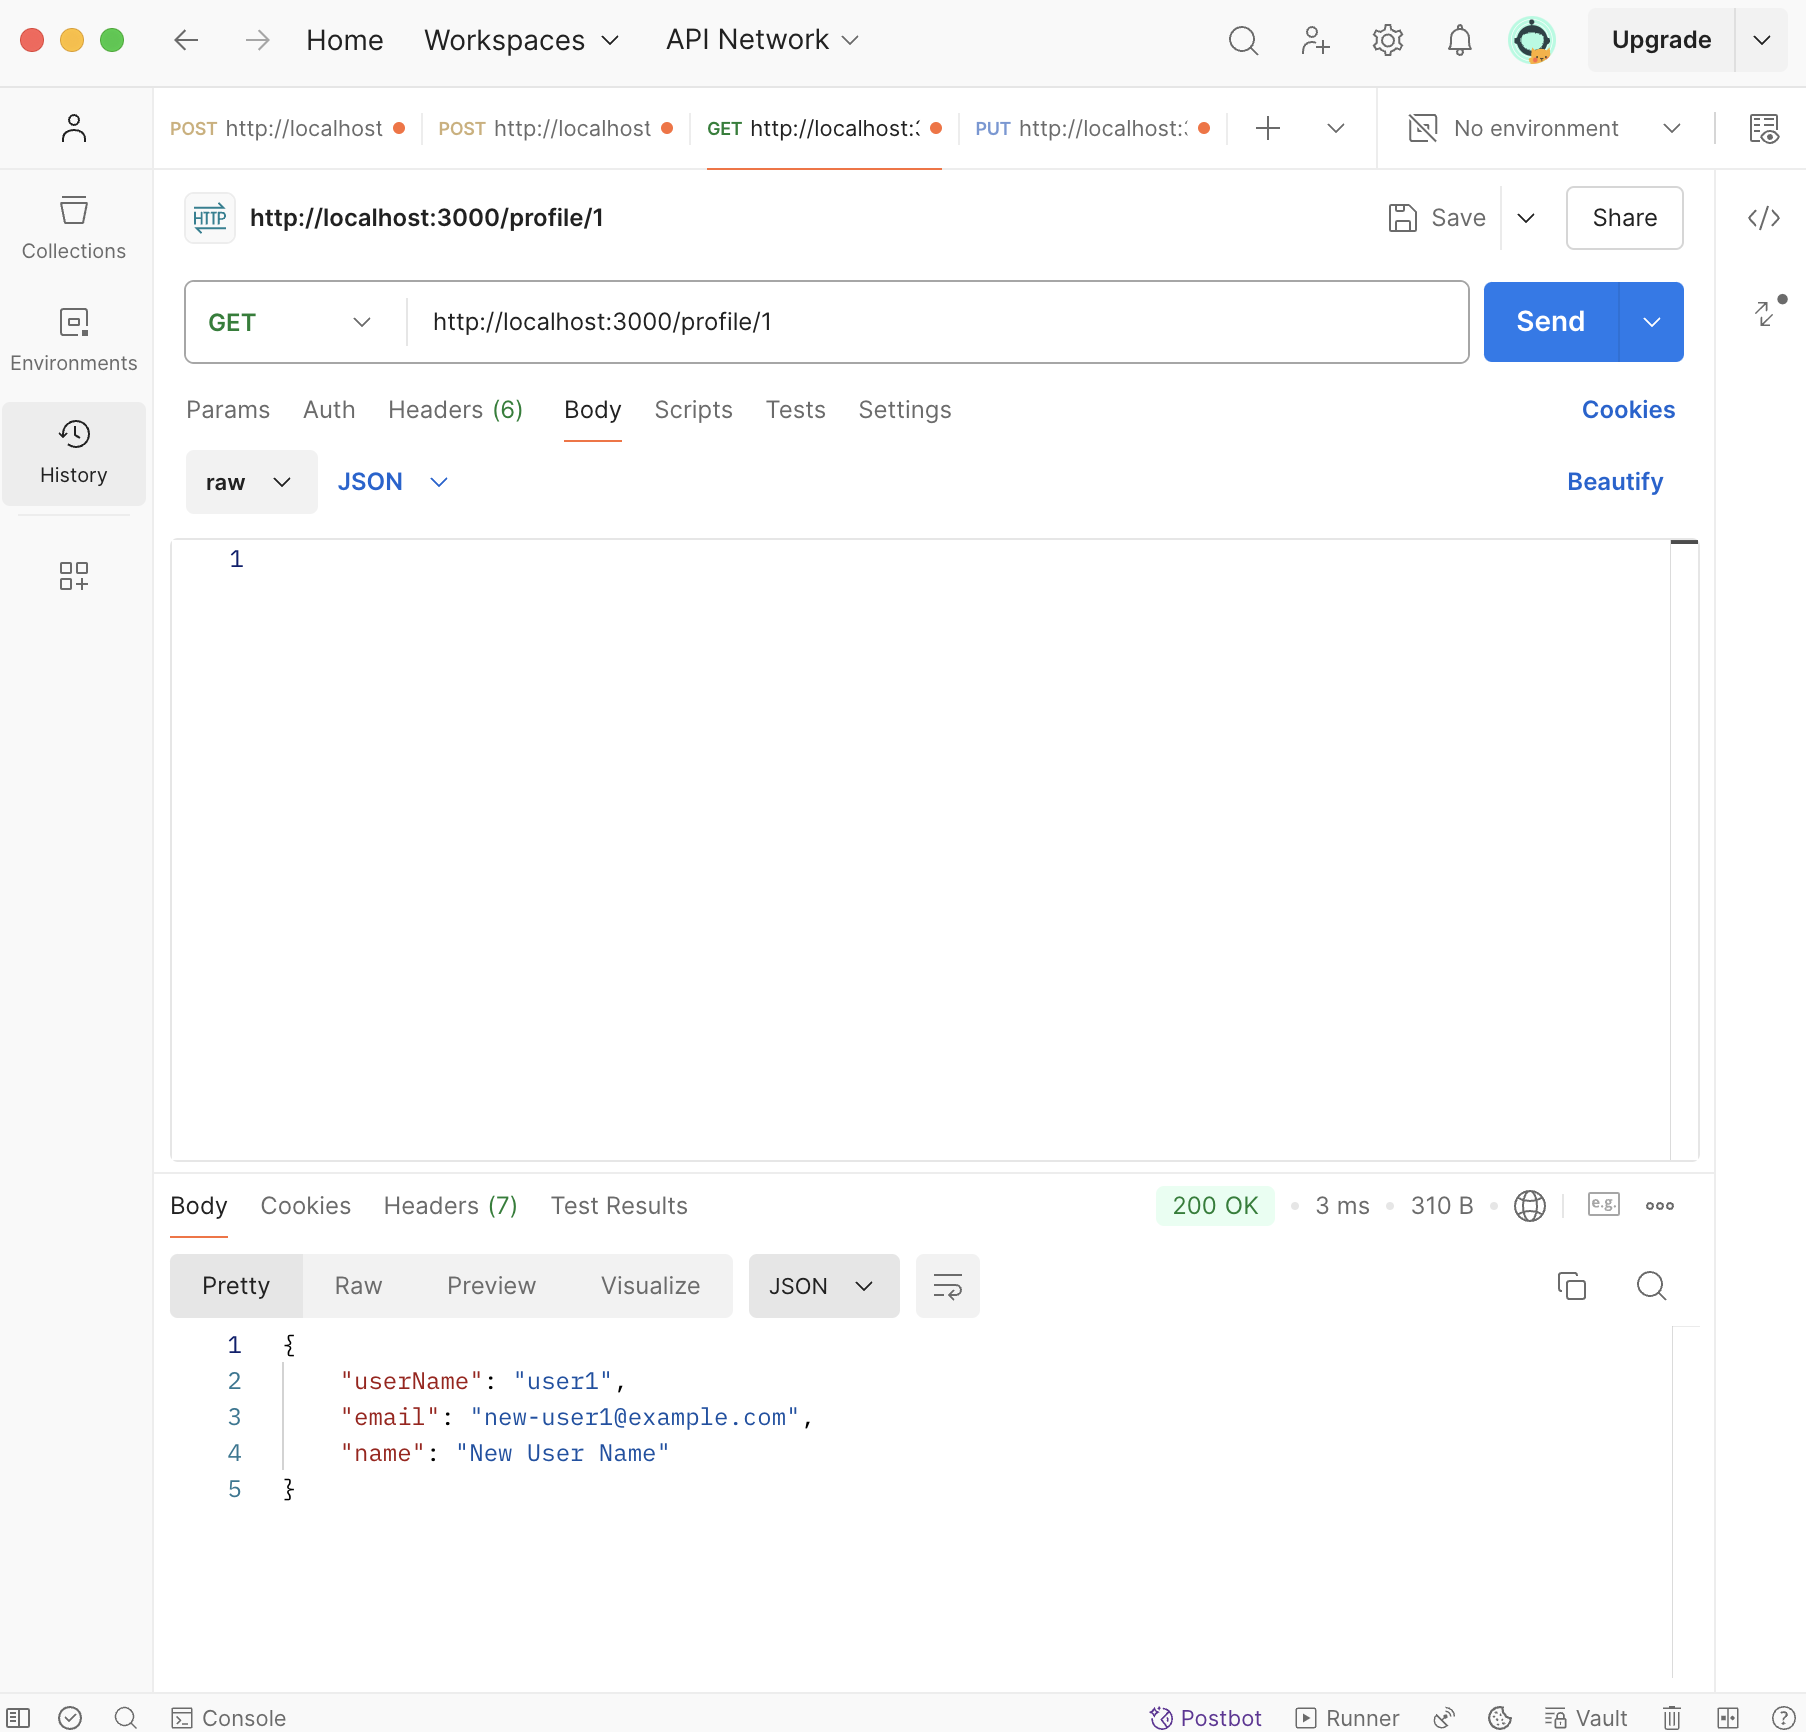 Home Workspaces API Network Upgrade
POST http://localhost POST http://localhost GET http://localhost: PUT http://localhost: No environment
HTTP http://localhost:3000/profile/1 Save Share
Collections
GET http://localhost:3000/profile/1 Send
Environments
Params Auth Headers (6) Body Scripts Tests Settings Cookies
History
raw JSON Beautify
1
Body Cookies Headers (7) Test Results 200 OK • 3 ms • 310 B • e.g.
Pretty Raw Preview Visualize JSON
1 {
2 "userName": "user1",
3 "email": "new-user1@example.com",
4 "name": "New User Name"
5 }
Console Postbot Runner Vault